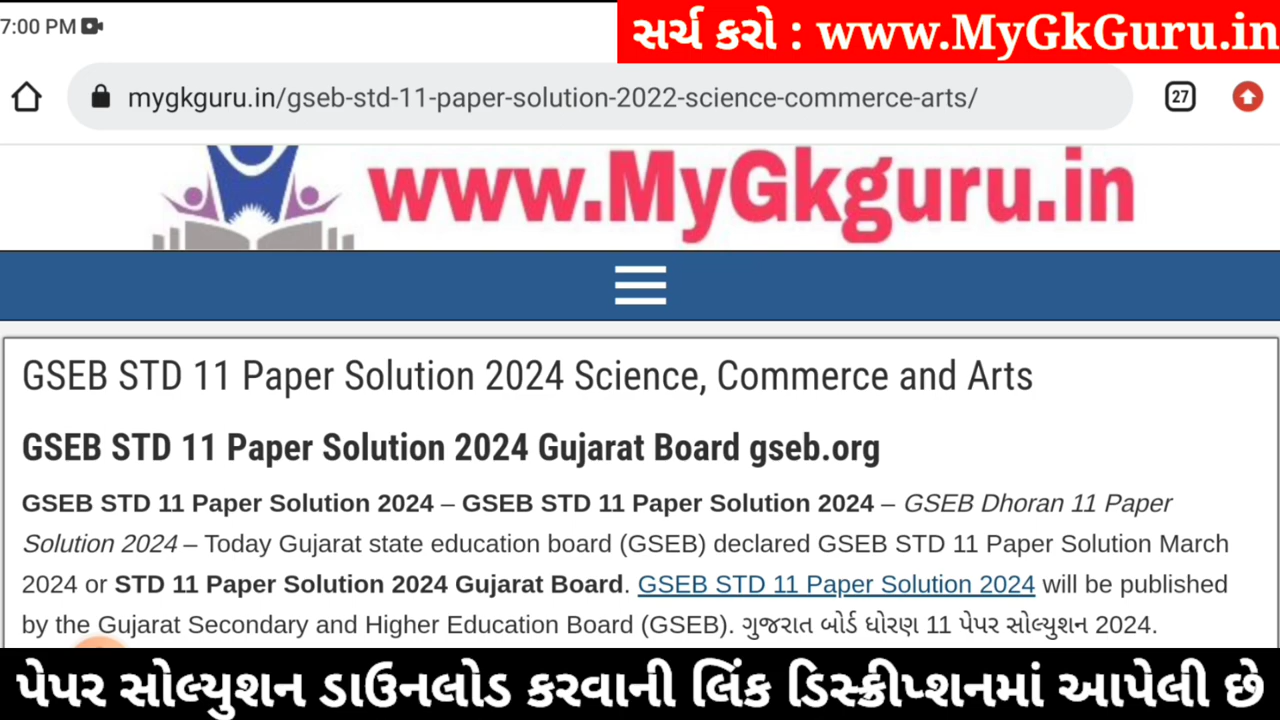 7:00 PM
સર્ચ કરો : www.MyGkGuru.in
mygkguru.in/gseb-std-11-paper-solution-2022-science-commerce-arts/
27
www.MyGkguru.in
GSEB STD 11 Paper Solution 2024 Science, Commerce and Arts
GSEB STD 11 Paper Solution 2024 Gujarat Board gseb.org
GSEB STD 11 Paper Solution 2024 – GSEB STD 11 Paper Solution 2024 – GSEB Dhoran 11 Paper
Solution 2024 – Today Gujarat state education board (GSEB) declared GSEB STD 11 Paper Solution March
2024 or STD 11 Paper Solution 2024 Gujarat Board. GSEB STD 11 Paper Solution 2024 will be published
by the Gujarat Secondary and Higher Education Board (GSEB). ગુજરાત બોર્ડ ધોરણ 11 પેપર સોલ્યુશન 2024.
પેપર સોલ્યુશન ડાઉનલોડ કરવાની લિંક ડિસ્ક્રીપ્શનમાં આપેલી છે